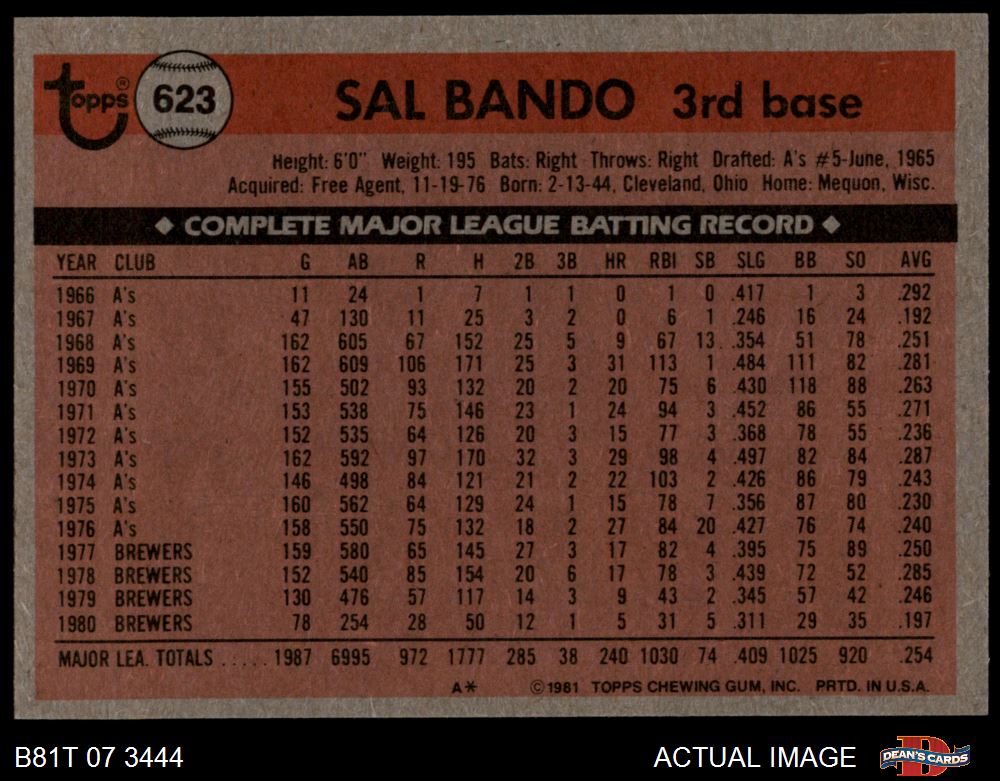 Topps® 623 SAL BANDO 3rd base
Height: 6'0" Weight: 195 Bats: Right Throws: Right Drafted: A's #5-June, 1965
Acquired: Free Agent, 11-19-76 Born: 2-13-44, Cleveland, Ohio Home: Mequon, Wisc.
◆ COMPLETE MAJOR LEAGUE BATTING RECORD ◆
YEAR CLUB G AB R H 2B 3B HR RBI SB SLG BB SO AVG
1966 A's 11 24 1 7 1 1 0 1 0 .417 1 3 .292
1967 A's 47 130 11 25 3 2 0 6 1 .246 16 24 .192
1968 A's 162 605 67 152 25 5 9 67 13 .354 51 78 .251
1969 A's 162 609 106 171 25 3 31 113 1 .484 111 82 .281
1970 A's 155 502 93 132 20 2 20 75 6 .430 118 88 .263
1971 A's 153 538 75 146 23 1 24 94 3 .452 86 55 .271
1972 A's 152 535 64 126 20 3 15 77 3 .368 78 55 .236
1973 A's 162 592 97 170 32 3 29 98 4 .497 82 84 .287
1974 A's 146 498 84 121 21 2 22 103 2 .426 86 79 .243
1975 A's 160 562 64 129 24 1 15 78 7 .356 87 80 .230
1976 A's 158 550 75 132 18 2 27 84 20 .427 76 74 .240
1977 BREWERS 159 580 65 145 27 3 17 82 4 .395 75 89 .250
1978 BREWERS 152 540 85 154 20 6 17 78 3 .439 72 52 .285
1979 BREWERS 130 476 57 117 14 3 9 43 2 .345 57 42 .246
1980 BREWERS 78 254 28 50 12 1 5 31 5 .311 29 35 .197
MAJOR LEA. TOTALS ..... 1987 6995 972 1777 285 38 240 1030 74 .409 1025 920 .254
A* ©1981 TOPPS CHEWING GUM, INC. PRTD. IN U.S.A.
B81T 07 3444 ACTUAL IMAGE DEAN'S CARDS